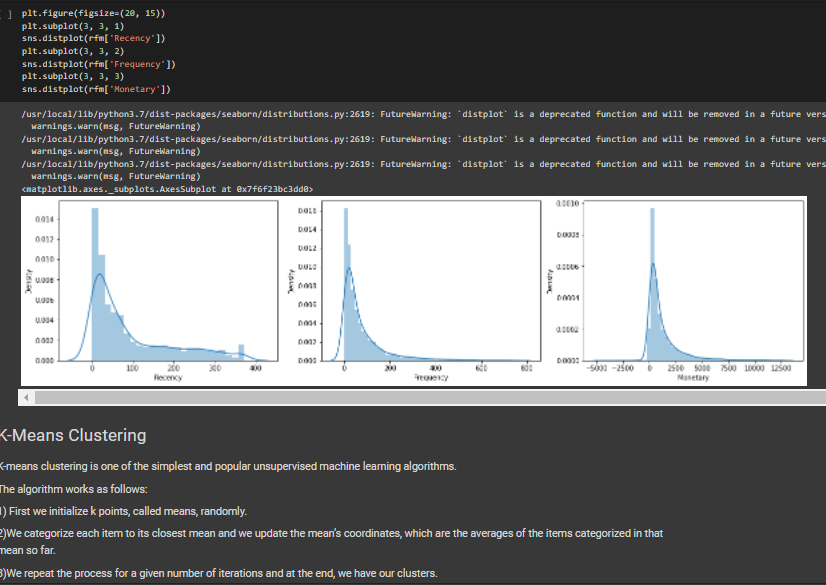 [ ] plt.figure(figsize=(20, 15))
plt.subplot(3, 3, 1)
sns.distplot(rfm['Recency'])
plt.subplot(3, 3, 2)
sns.distplot(rfm['Frequency'])
plt.subplot(3, 3, 3)
sns.distplot(rfm['Monetary'])
/usr/local/lib/python3.7/dist-packages/seaborn/distributions.py:2619: FutureWarning: `distplot` is a deprecated function and will be removed in a future vers
warnings.warn(msg, FutureWarning)
/usr/local/lib/python3.7/dist-packages/seaborn/distributions.py:2619: FutureWarning: `distplot` is a deprecated function and will be removed in a future vers
warnings.warn(msg, FutureWarning)
/usr/local/lib/python3.7/dist-packages/seaborn/distributions.py:2619: FutureWarning: `distplot` is a deprecated function and will be removed in a future vers
warnings.warn(msg, FutureWarning)
<matplotlib.axes._subplots.AxesSubplot at 0x7f6f23bc3dd0>
Density
0.014
0.012
0.010
0.008
0.006
0.004
0.002
0.000
0 100 200 300 400
Recency
Density
0.016
0.014
0.012
0.010
0.008
0.006
0.004
0.002
0.000
0 200 400 600 800
Frequency
Density
0.0010
0.0008
0.0006
0.0004
0.0002
0.0000
−5000 −2500 0 2500 5000 7500 10000 12500
Monetary
K-Means Clustering
K-means clustering is one of the simplest and popular unsupervised machine learning algorithms.
The algorithm works as follows:
1) First we initialize k points, called means, randomly.
2)We categorize each item to its closest mean and we update the mean's coordinates, which are the averages of the items categorized in that
mean so far.
3)We repeat the process for a given number of iterations and at the end, we have our clusters.